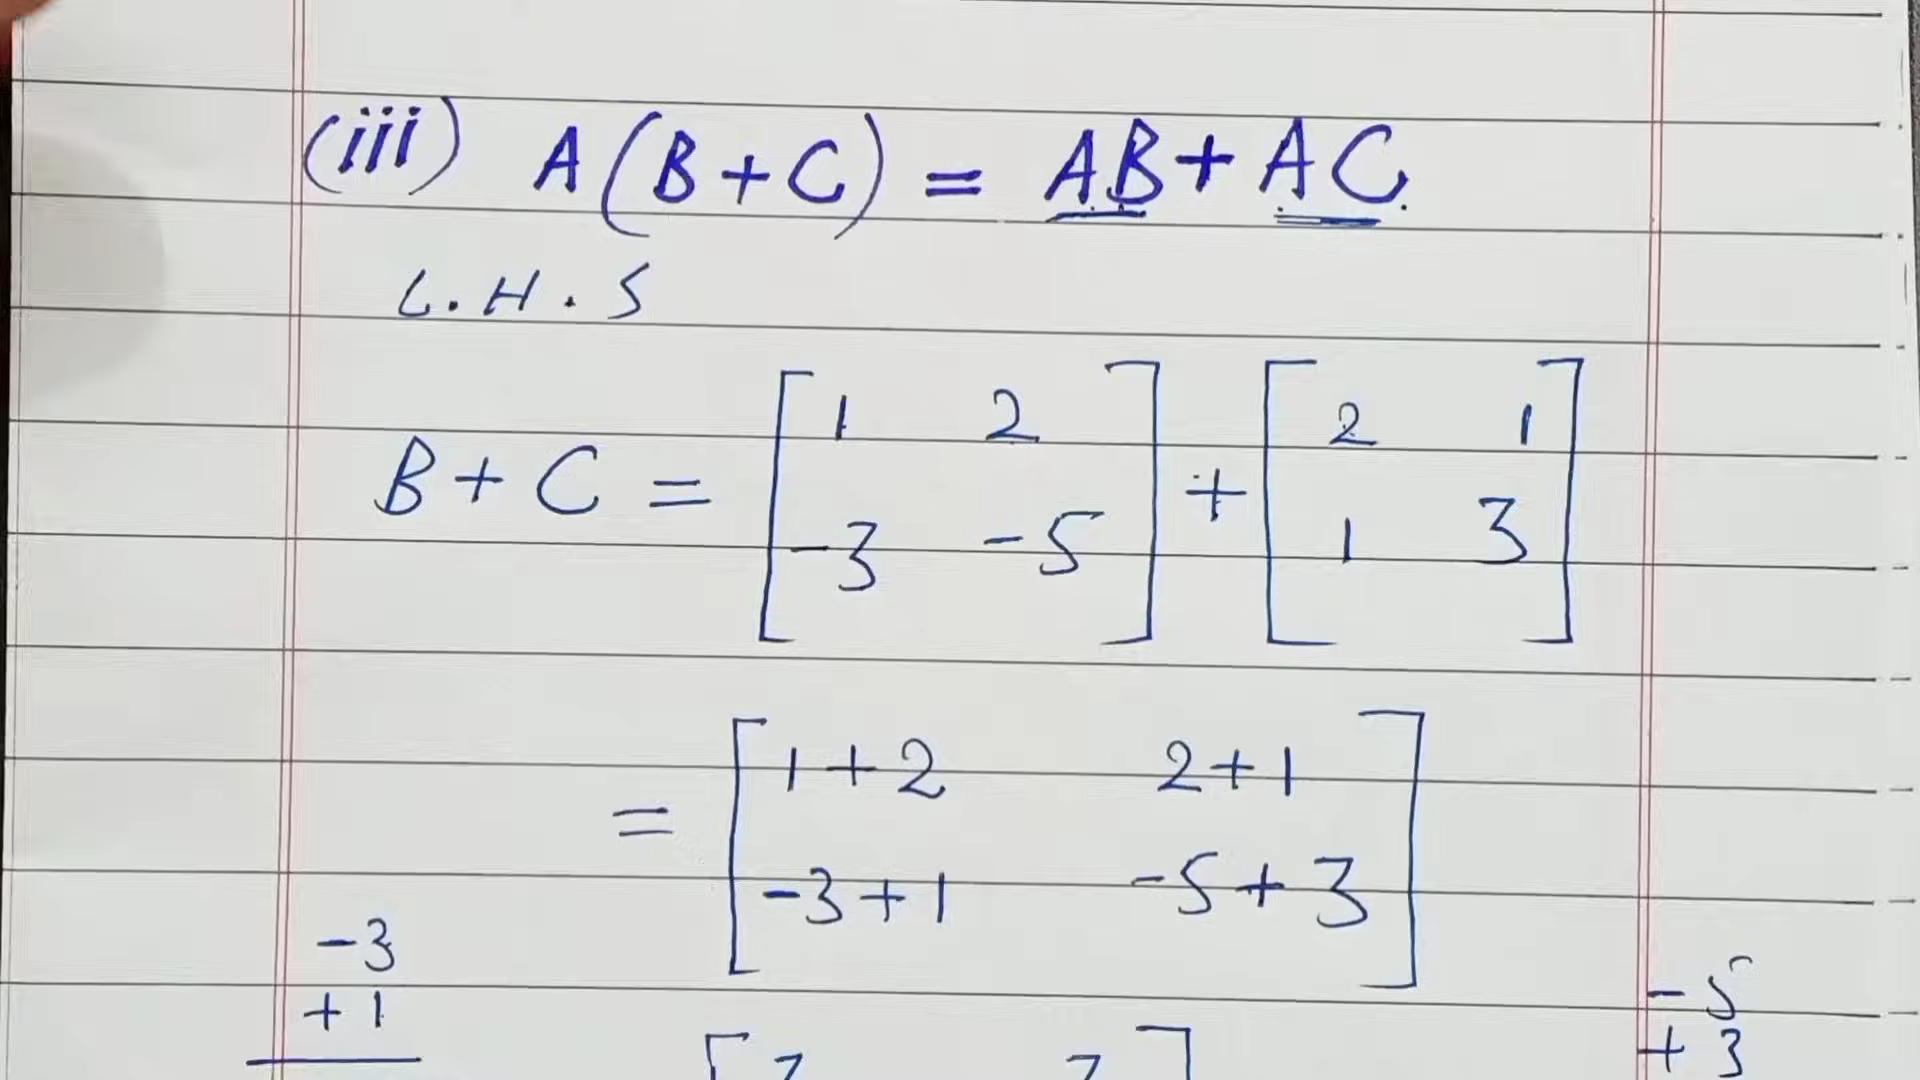 (iii) A(B+C) = AB+AC.
L.H.S
B+C = [1 2] + [2 1]
[-3 -5] [1 3]
= [1+2 2+1]
[-3+1 -5+3]
-3
+1
-5
+3